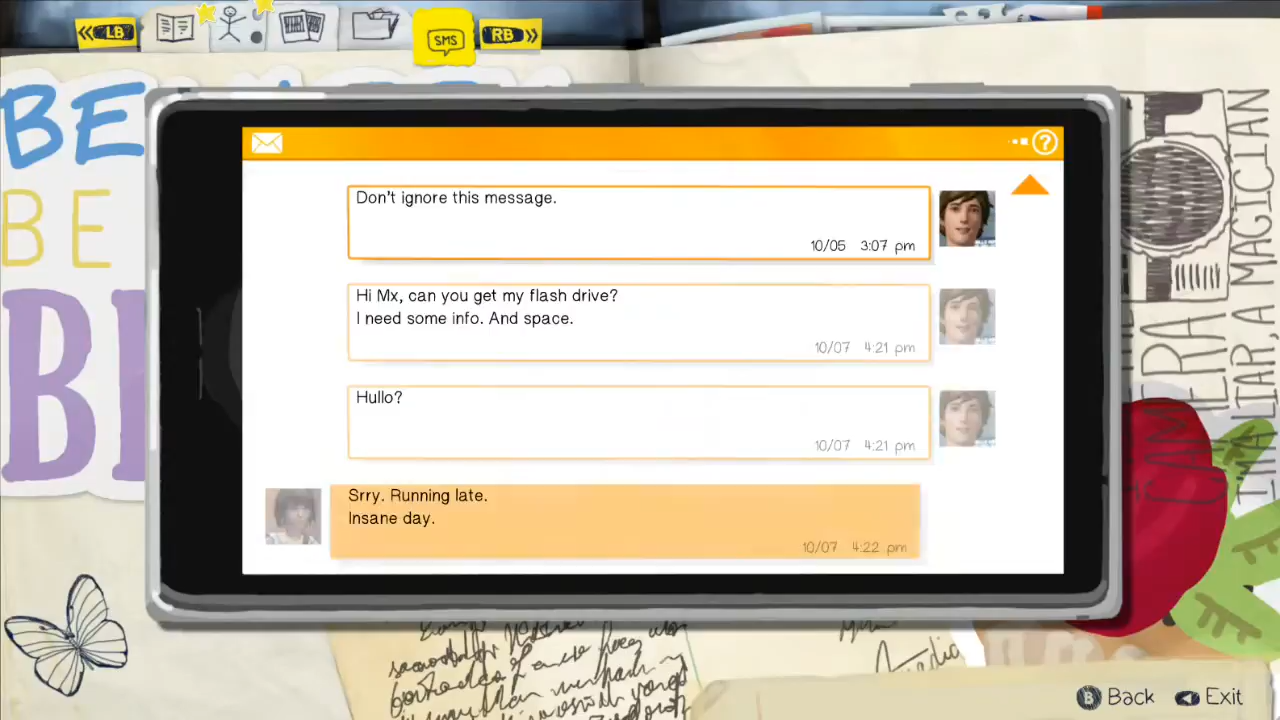 LB
SMS
RB
BE
BE
?
Don't ignore this message.
10/05 3:07 pm
Hi Mx, can you get my flash drive?
I need some info. And space.
10/07 4:21 pm
Hullo?
10/07 4:21 pm
Srry. Running late.
Insane day.
10/07 4:22 pm
B Back
Exit